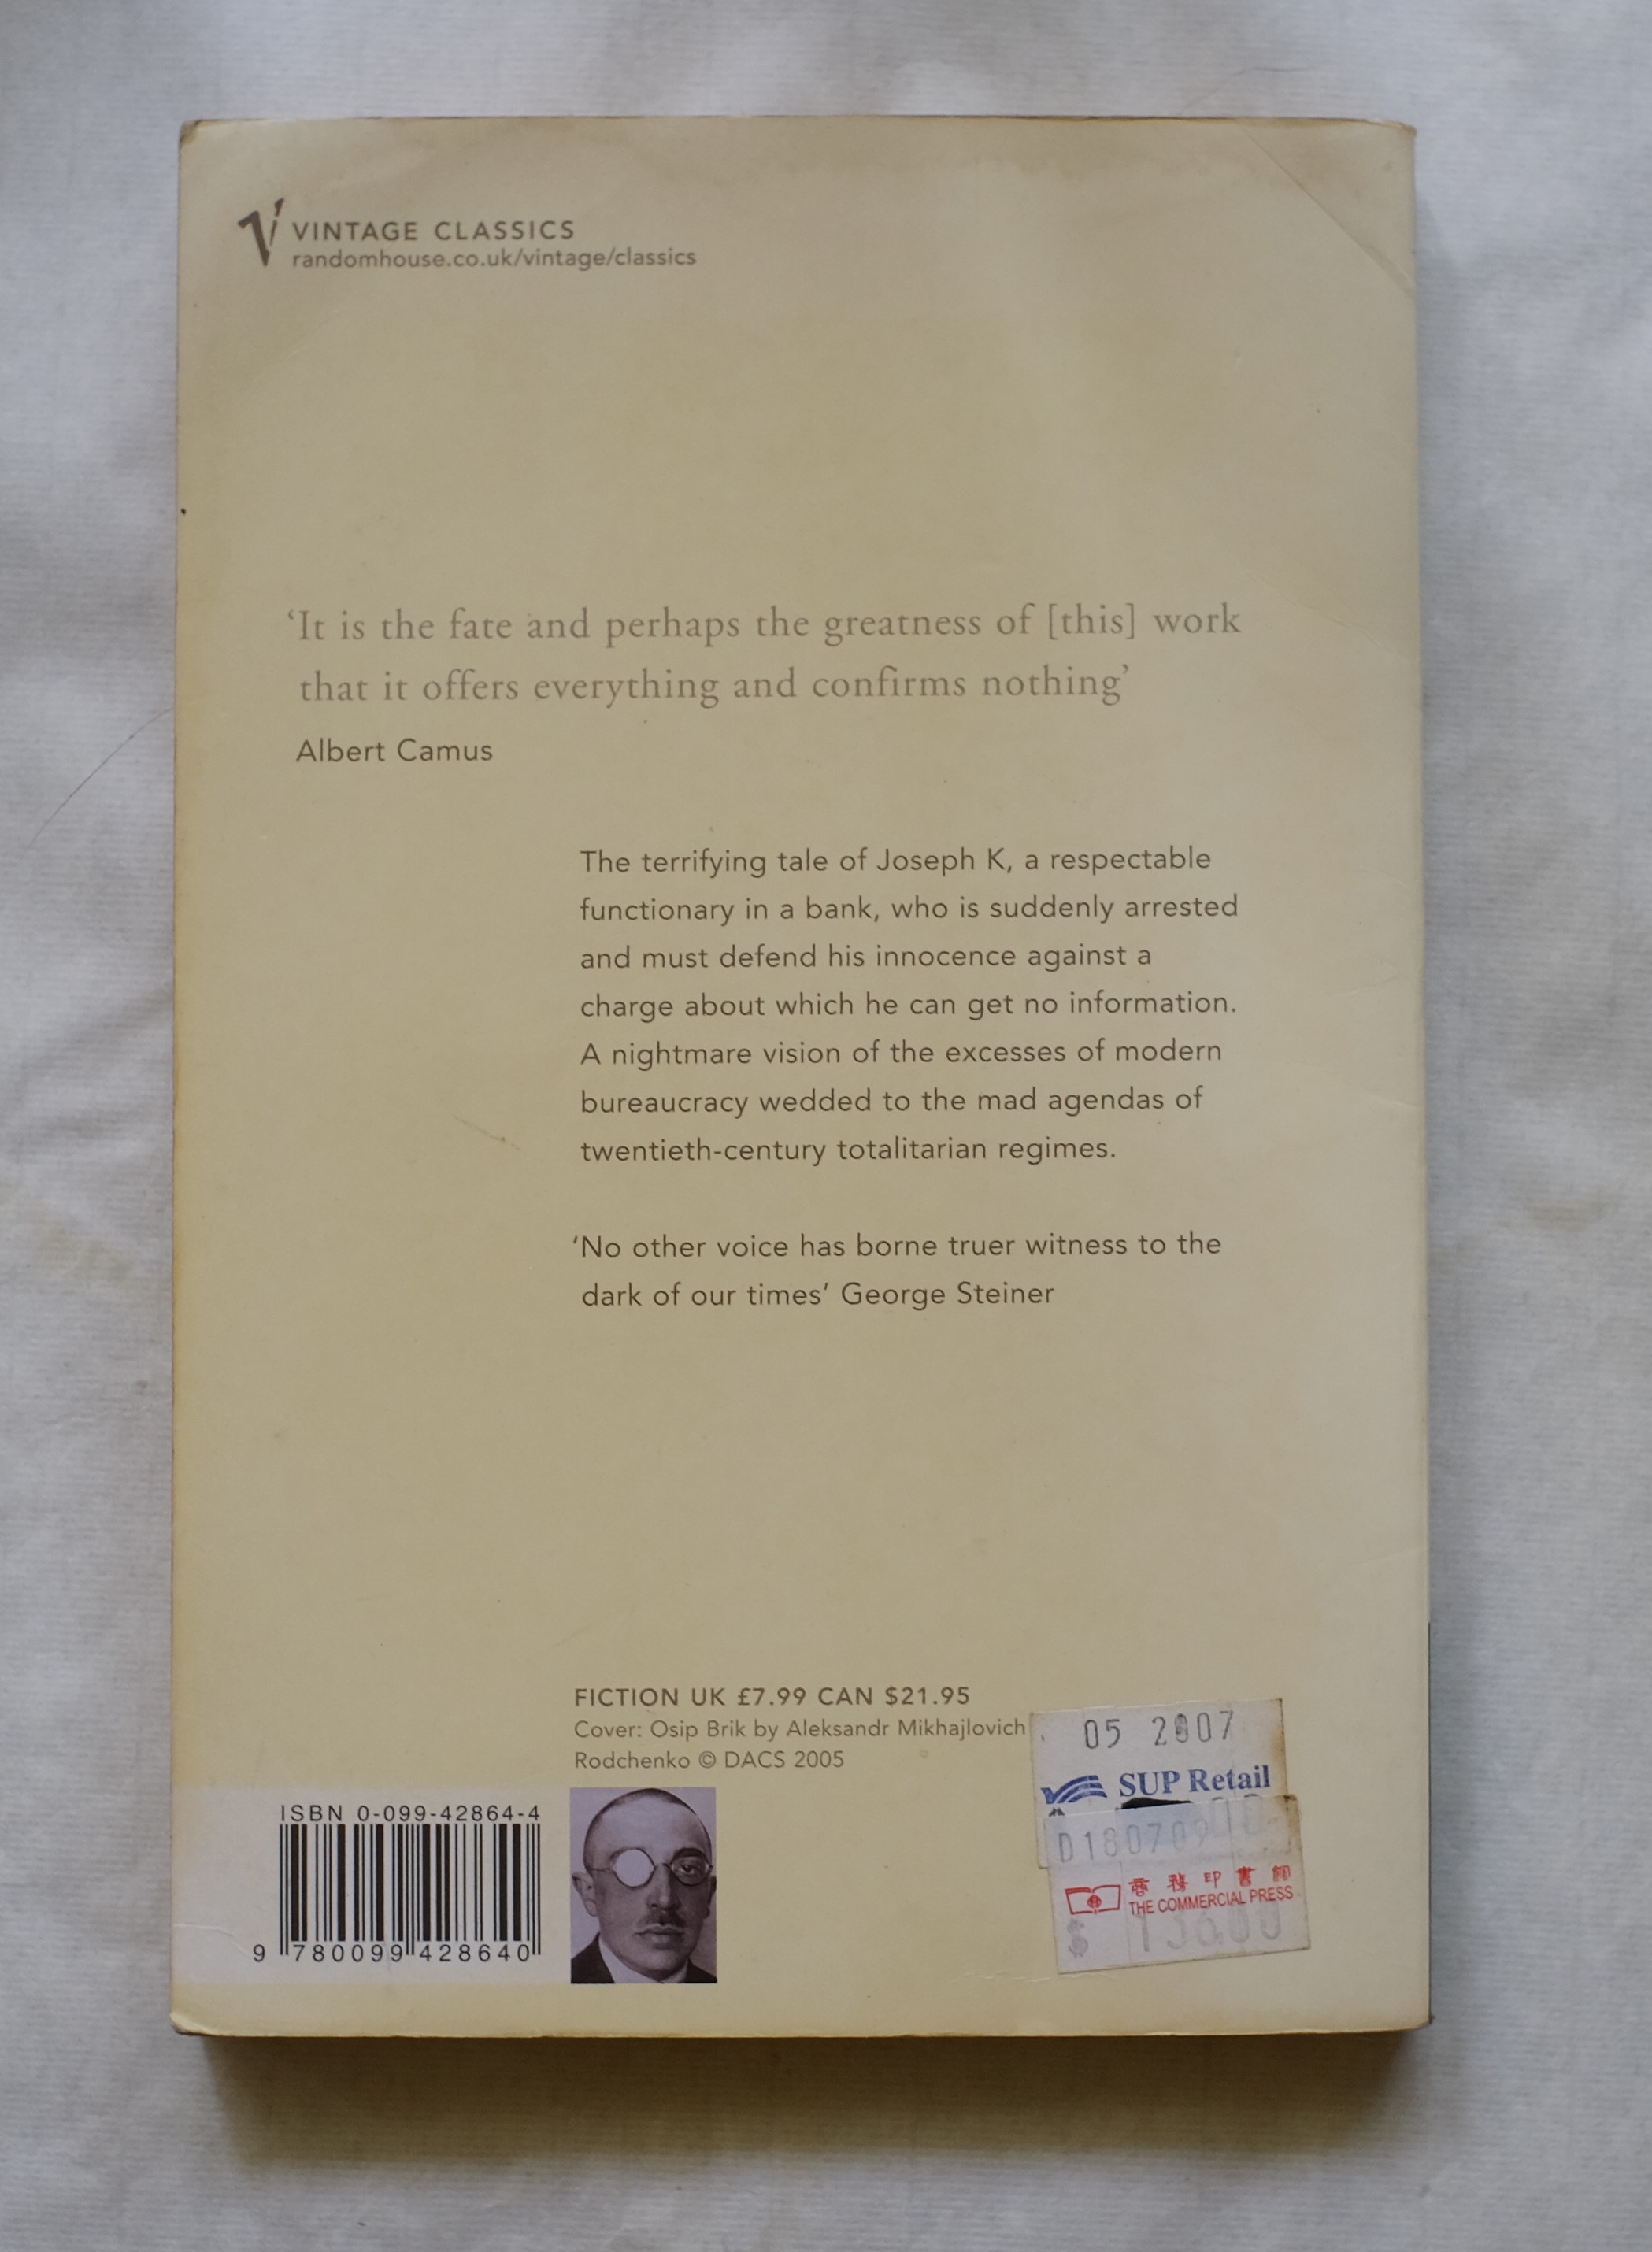 VINTAGE CLASSICS
randomhouse.co.uk/vintage/classics
‘It is the fate and perhaps the greatness of [this] work
that it offers everything and confirms nothing’
Albert Camus
The terrifying tale of Joseph K, a respectable
functionary in a bank, who is suddenly arrested
and must defend his innocence against a
charge about which he can get no information.
A nightmare vision of the excesses of modern
bureaucracy wedded to the mad agendas of
twentieth-century totalitarian regimes.
‘No other voice has borne truer witness to the
dark of our times’ George Steiner
FICTION UK £7.99 CAN $21.95
Cover: Osip Brik by Aleksandr Mikhajlovich
Rodchenko © DACS 2005
ISBN 0-099-42864-4
9 780099 428640
05 2007
SUP Retail
商務印書館
THE COMMERCIAL PRESS
$